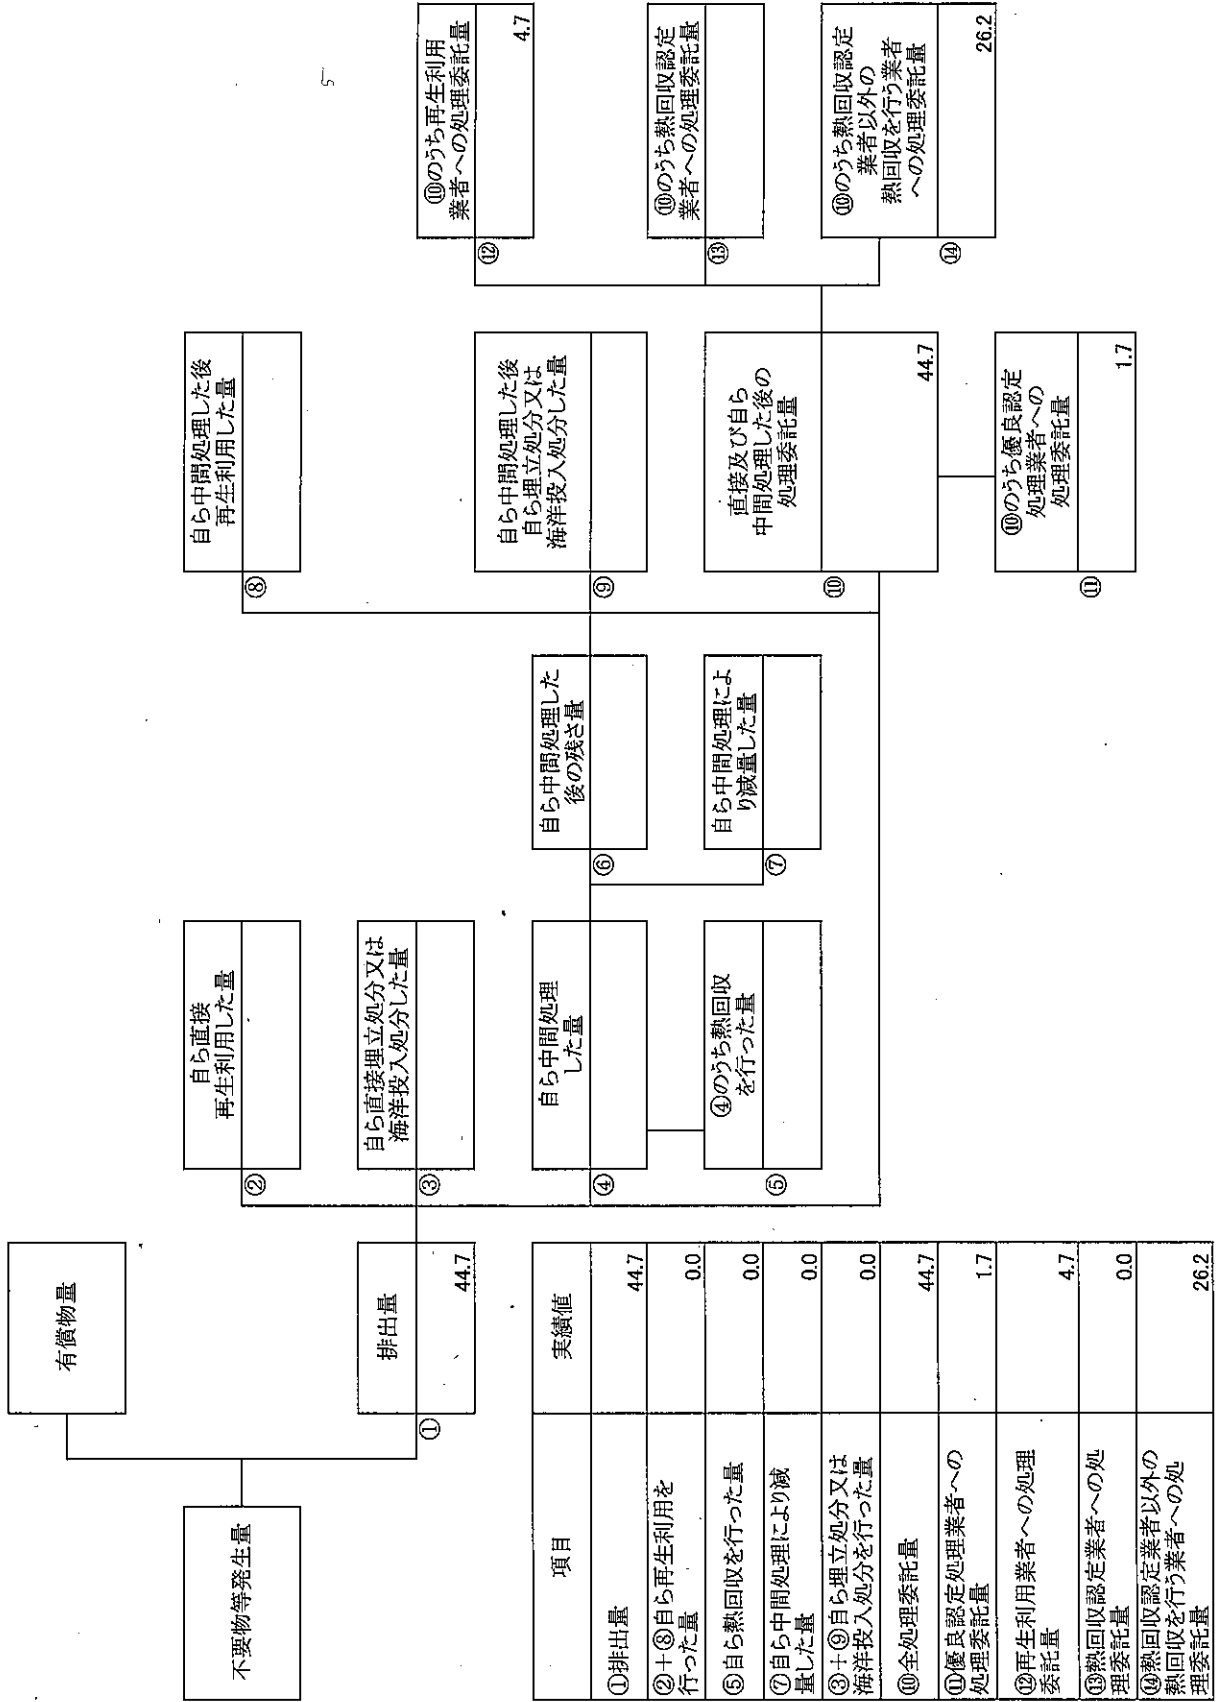 不要物等発生量
有償物量
①
排出量
44.7
②
自ら直接
再生利用した量
③
自ら直接埋立処分又は
海洋投入処分した量
④
自ら中間処理
した量
⑤
④のうち熱回収
を行った量
⑥
自ら中間処理した
後の残さ量
⑦
自ら中間処理によ
り減量した量
⑧
自ら中間処理した後
再生利用した量
⑨
自ら中間処理した後
自ら埋立処分又は
海洋投入処分した量
⑩
直接及び自ら
中間処理した後の
処理委託量
44.7
⑪
⑩のうち優良認定
処理業者への
処理委託量
1.7
⑫
⑩のうち再生利用
業者への処理委託量
4.7
⑬
⑩のうち熱回収認定
業者への処理委託量
⑭
⑩のうち熱回収認定
業者以外の
熱回収を行う業者
への処理委託量
26.2
項目 実績値
①排出量 44.7
②+⑧自ら再生利用を
行った量 0.0
⑤自ら熱回収を行った量 0.0
⑦自ら中間処理により減
量した量 0.0
③+⑨自ら埋立処分又は
海洋投入処分を行った量 0.0
⑩全処理委託量 44.7
⑪優良認定処理業者への
処理委託量 1.7
⑫再生利用業者への処理
委託量 4.7
⑬熱回収認定業者への処
理委託量 0.0
⑭熱回収認定業者以外の
熱回収を行う業者への処
理委託量 26.2